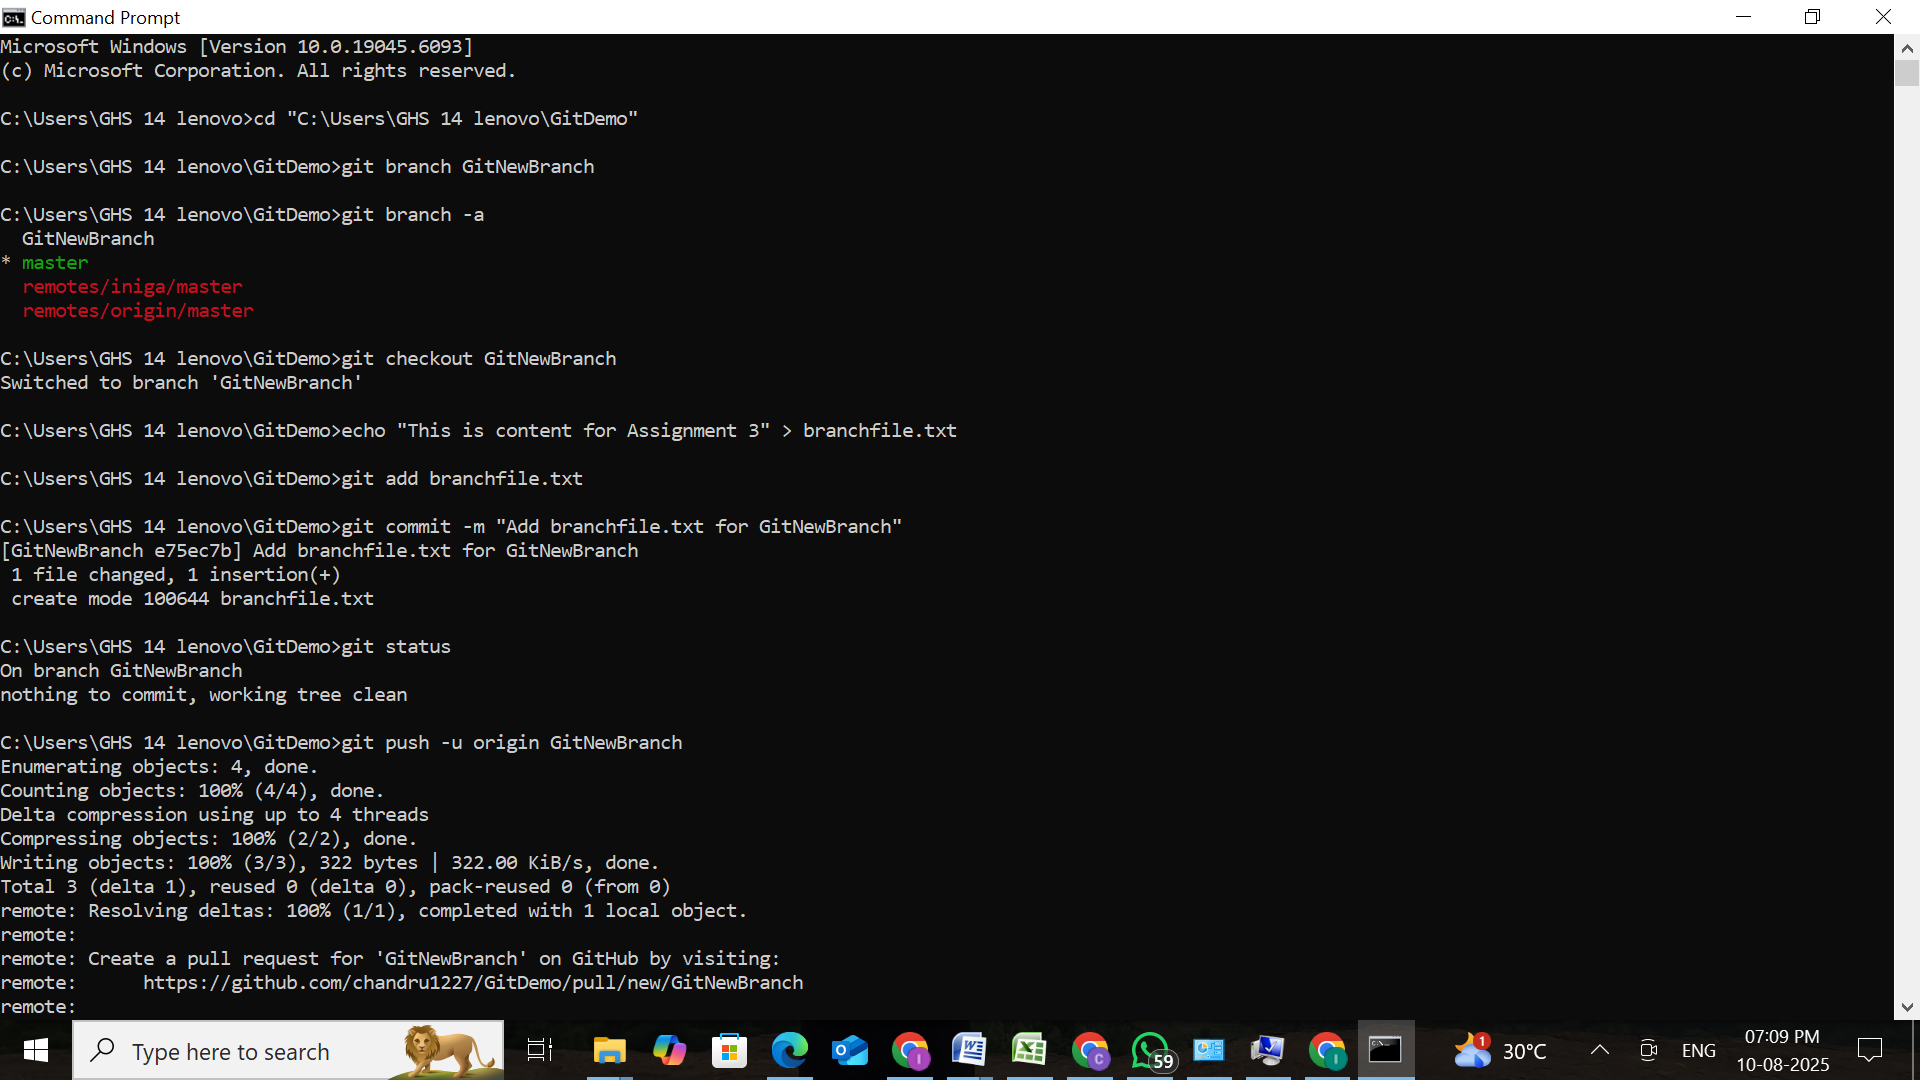 Command Prompt
Microsoft Windows [Version 10.0.19045.6093]
(c) Microsoft Corporation. All rights reserved.
C:\Users\GHS 14 lenovo>cd "C:\Users\GHS 14 lenovo\GitDemo"
C:\Users\GHS 14 lenovo\GitDemo>git branch GitNewBranch
C:\Users\GHS 14 lenovo\GitDemo>git branch -a
  GitNewBranch
* master
  remotes/iniga/master
  remotes/origin/master
C:\Users\GHS 14 lenovo\GitDemo>git checkout GitNewBranch
Switched to branch 'GitNewBranch'
C:\Users\GHS 14 lenovo\GitDemo>echo "This is content for Assignment 3" > branchfile.txt
C:\Users\GHS 14 lenovo\GitDemo>git add branchfile.txt
C:\Users\GHS 14 lenovo\GitDemo>git commit -m "Add branchfile.txt for GitNewBranch"
[GitNewBranch e75ec7b] Add branchfile.txt for GitNewBranch
 1 file changed, 1 insertion(+)
 create mode 100644 branchfile.txt
C:\Users\GHS 14 lenovo\GitDemo>git status
On branch GitNewBranch
nothing to commit, working tree clean
C:\Users\GHS 14 lenovo\GitDemo>git push -u origin GitNewBranch
Enumerating objects: 4, done.
Counting objects: 100% (4/4), done.
Delta compression using up to 4 threads
Compressing objects: 100% (2/2), done.
Writing objects: 100% (3/3), 322 bytes | 322.00 KiB/s, done.
Total 3 (delta 1), reused 0 (delta 0), pack-reused 0 (from 0)
remote: Resolving deltas: 100% (1/1), completed with 1 local object.
remote:
remote: Create a pull request for 'GitNewBranch' on GitHub by visiting:
remote:      https://github.com/chandru1227/GitDemo/pull/new/GitNewBranch
remote:
Type here to search
59
1
30°C
ENG
07:09 PM
10-08-2025